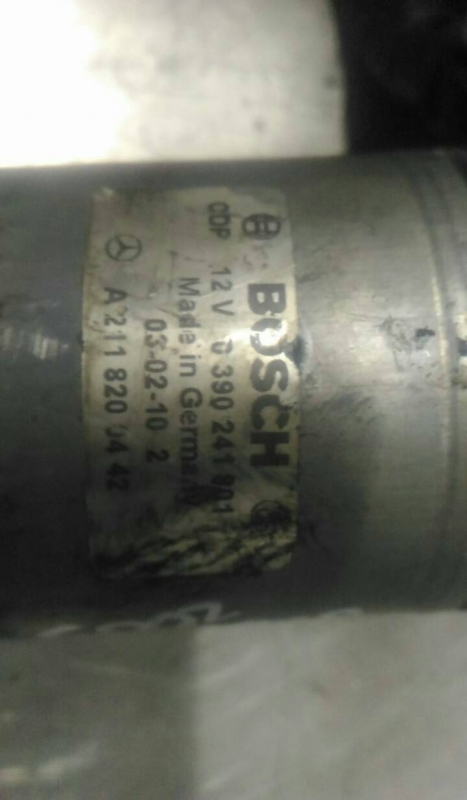 BOSCH
CDP 12 V 0 390 241 801
Made in Germany
03-02-10 2
A 211 820 04 42